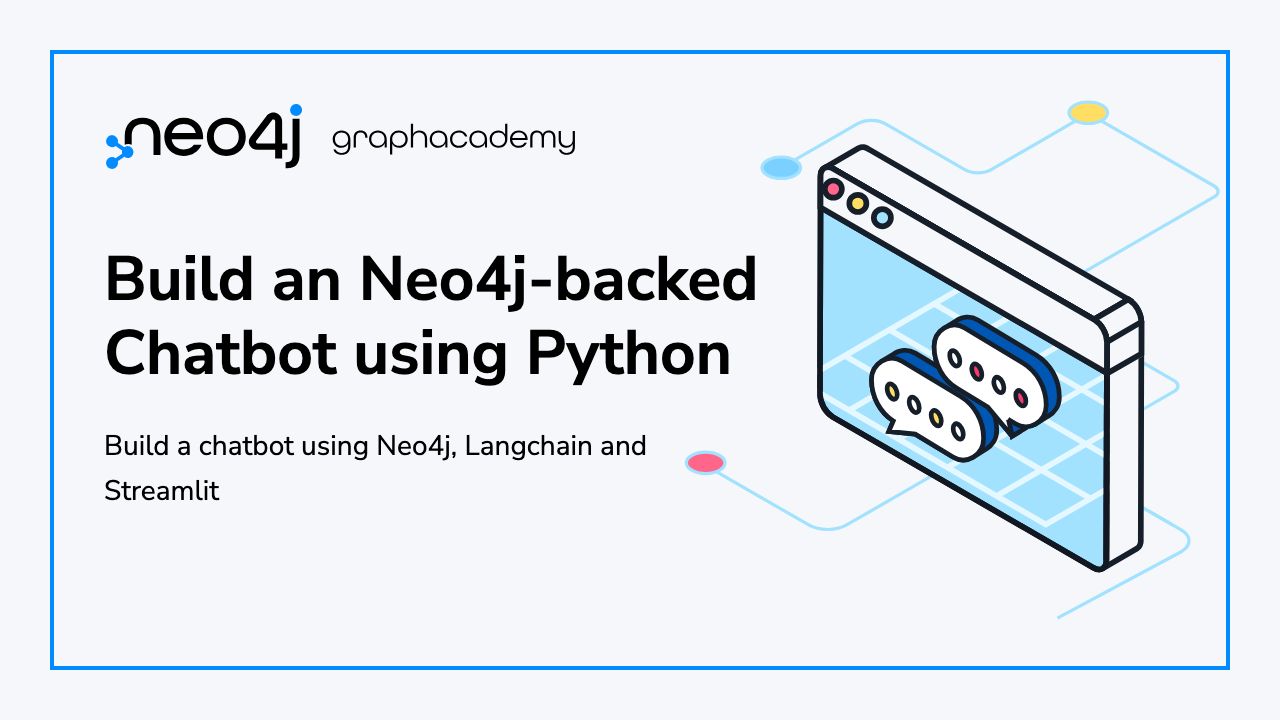 neo4j graphacademy
Build an Neo4j-backed
Chatbot using Python
Build a chatbot using Neo4j, Langchain and
Streamlit